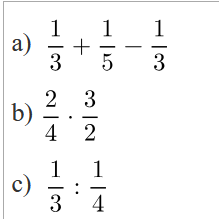 a) 1/3 + 1/5 − 1/3
b) 2/4 · 3/2
c) 1/3 : 1/4